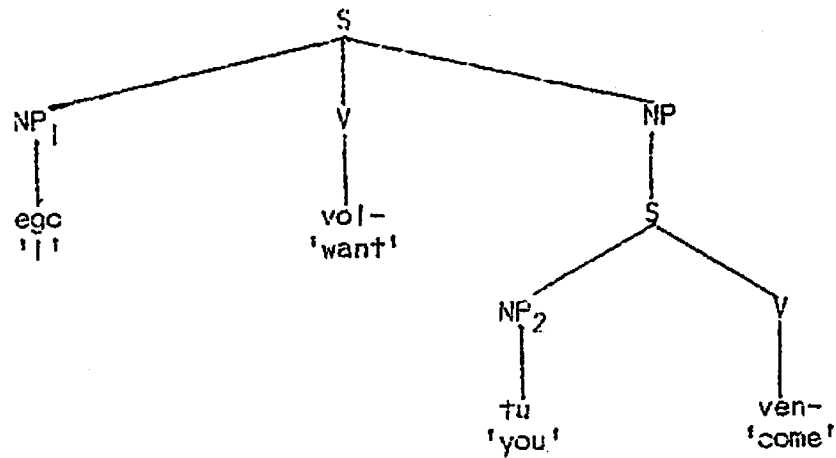 S
NP1 V NP
ego vol- S
'I' 'want'
NP2 V
tu ven-
'you' 'come'